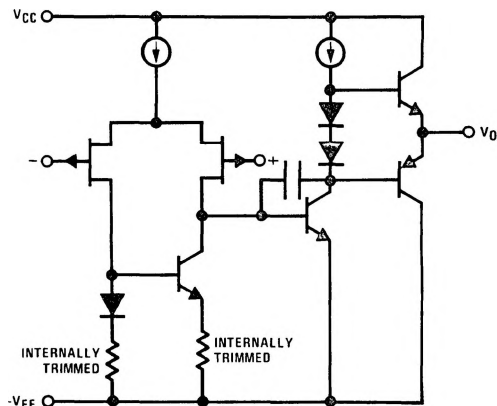 VCC
−
+
VO
INTERNALLY
TRIMMED
INTERNALLY
TRIMMED
-VEE